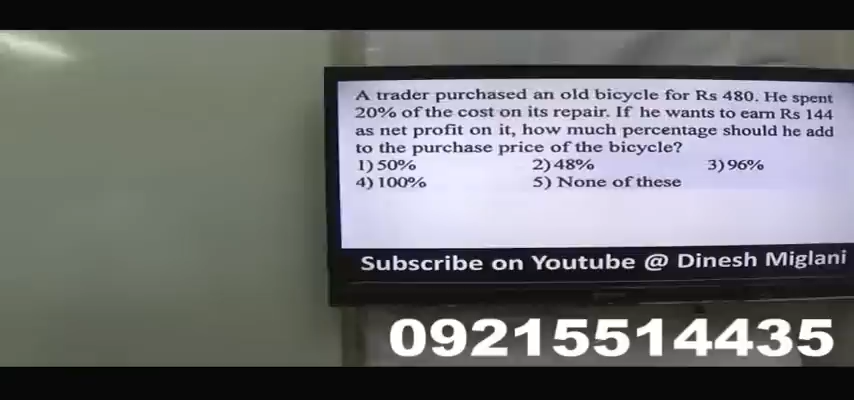 A trader purchased an old bicycle for Rs 480. He spent
20% of the cost on its repair. If he wants to earn Rs 144
as net profit on it, how much percentage should he add
to the purchase price of the bicycle?
1) 50% 2) 48% 3) 96%
4) 100% 5) None of these
Subscribe on Youtube @ Dinesh Miglani
09215514435